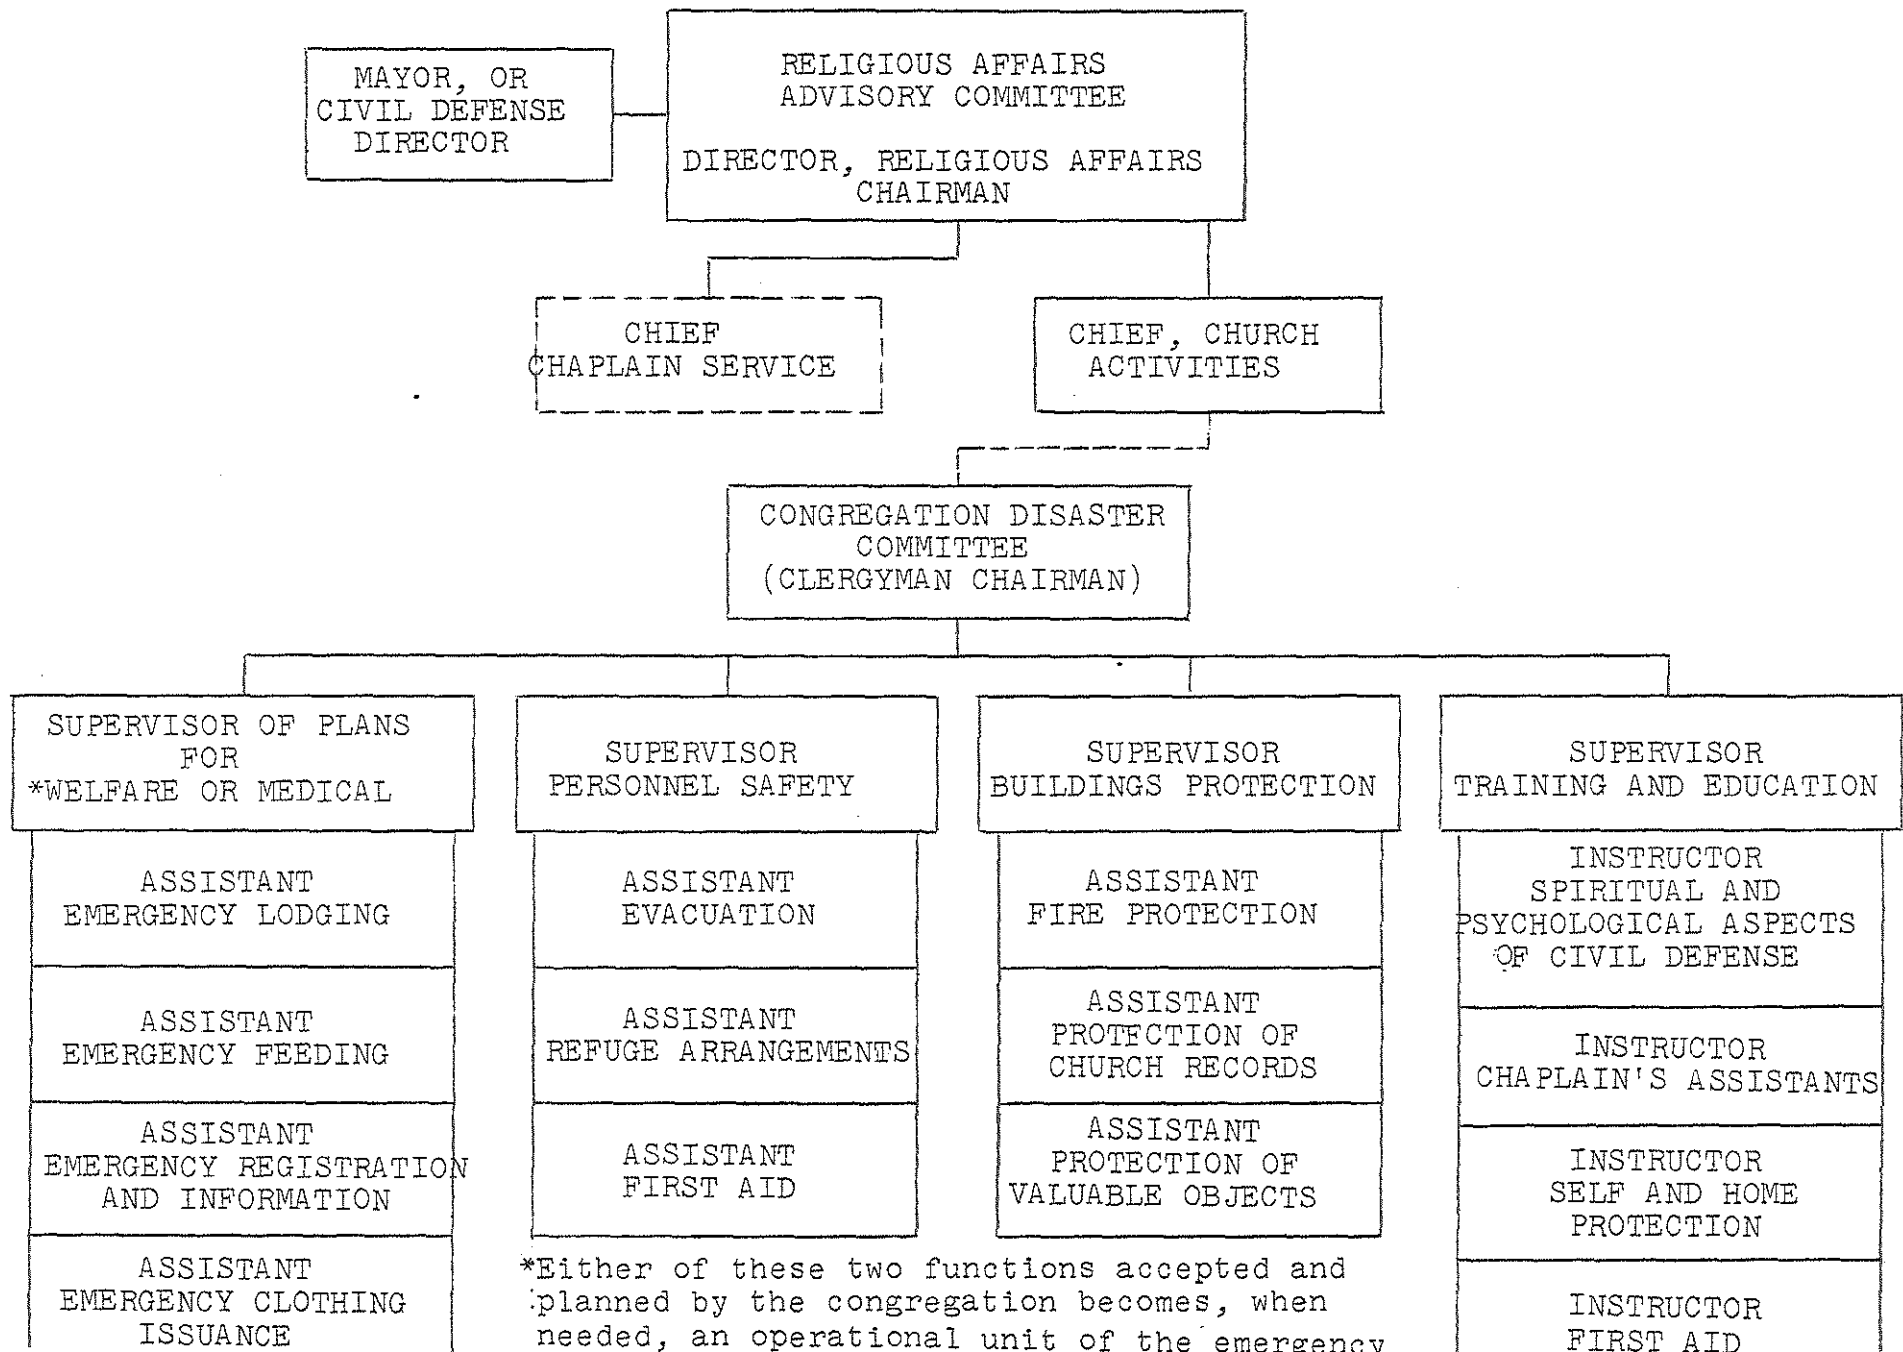 MAYOR, OR
CIVIL DEFENSE
DIRECTOR
RELIGIOUS AFFAIRS
ADVISORY COMMITTEE
DIRECTOR, RELIGIOUS AFFAIRS
CHAIRMAN
CHIEF
CHAPLAIN SERVICE
CHIEF, CHURCH
ACTIVITIES
CONGREGATION DISASTER
COMMITTEE
(CLERGYMAN CHAIRMAN)
SUPERVISOR OF PLANS
FOR
*WELFARE OR MEDICAL
ASSISTANT
EMERGENCY LODGING
ASSISTANT
EMERGENCY FEEDING
ASSISTANT
EMERGENCY REGISTRATION
AND INFORMATION
ASSISTANT
EMERGENCY CLOTHING
ISSUANCE
SUPERVISOR
PERSONNEL SAFETY
ASSISTANT
EVACUATION
ASSISTANT
REFUGE ARRANGEMENTS
ASSISTANT
FIRST AID
SUPERVISOR
BUILDINGS PROTECTION
ASSISTANT
FIRE PROTECTION
ASSISTANT
PROTECTION OF
CHURCH RECORDS
ASSISTANT
PROTECTION OF
VALUABLE OBJECTS
SUPERVISOR
TRAINING AND EDUCATION
INSTRUCTOR
SPIRITUAL AND
PSYCHOLOGICAL ASPECTS
OF CIVIL DEFENSE
INSTRUCTOR
CHAPLAIN'S ASSISTANTS
INSTRUCTOR
SELF AND HOME
PROTECTION
INSTRUCTOR
FIRST AID
*Either of these two functions accepted and
planned by the congregation becomes, when
needed, an operational unit of the emergency